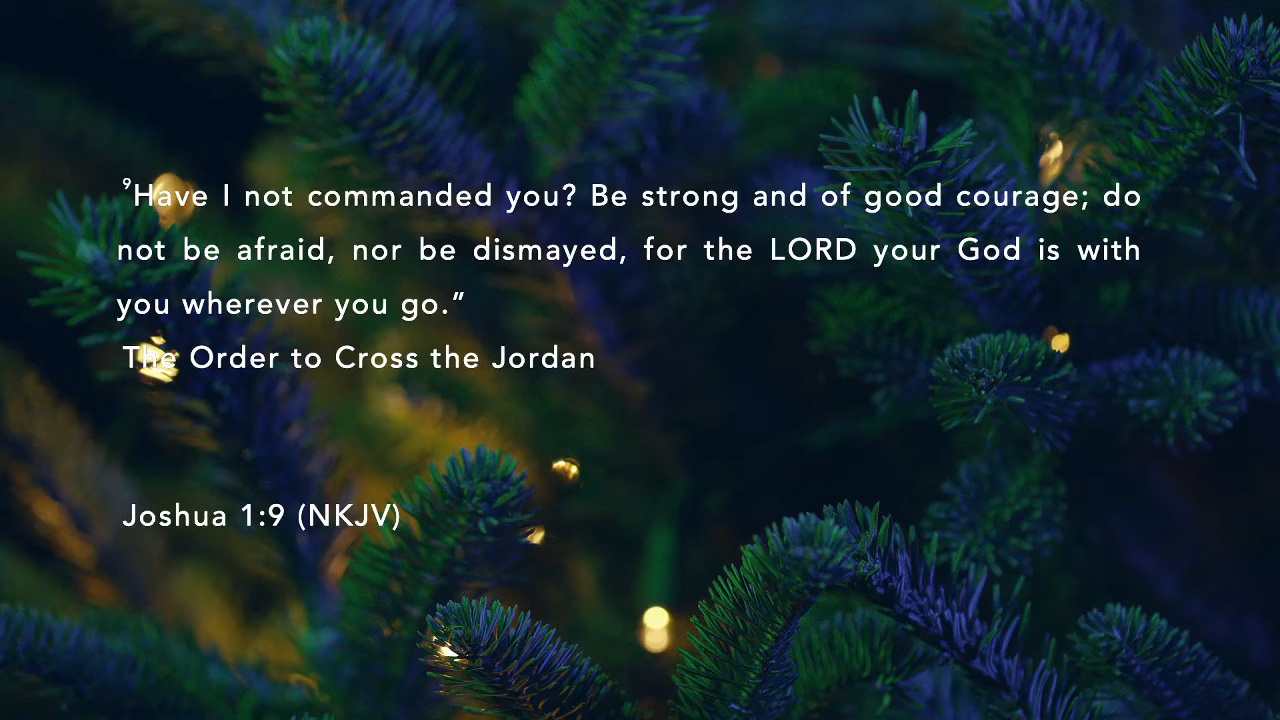 ⁹Have I not commanded you? Be strong and of good courage; do
not be afraid, nor be dismayed, for the LORD your God is with
you wherever you go.”
The Order to Cross the Jordan
Joshua 1:9 (NKJV)